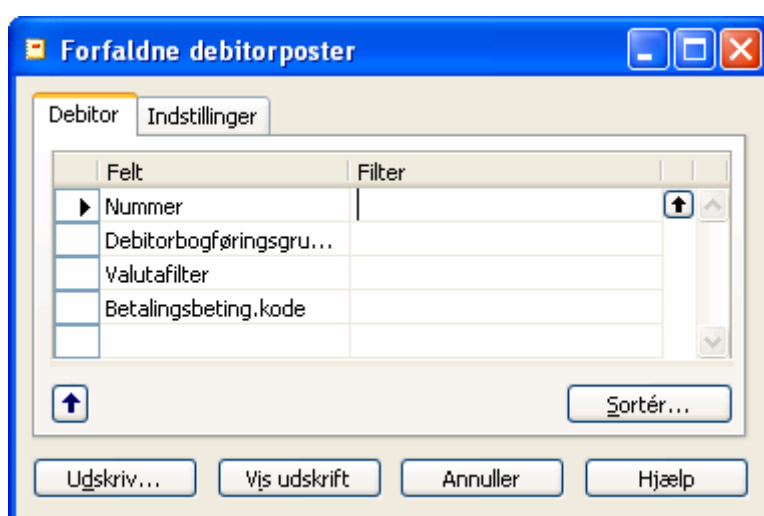 Forfaldne debitorposter
Debitor Indstillinger
Felt Filter
Nummer
Debitorbogføringsgru...
Valutafilter
Betalingsbeting.kode
Sortér...
Udskriv... Vis udskrift Annuller Hjælp